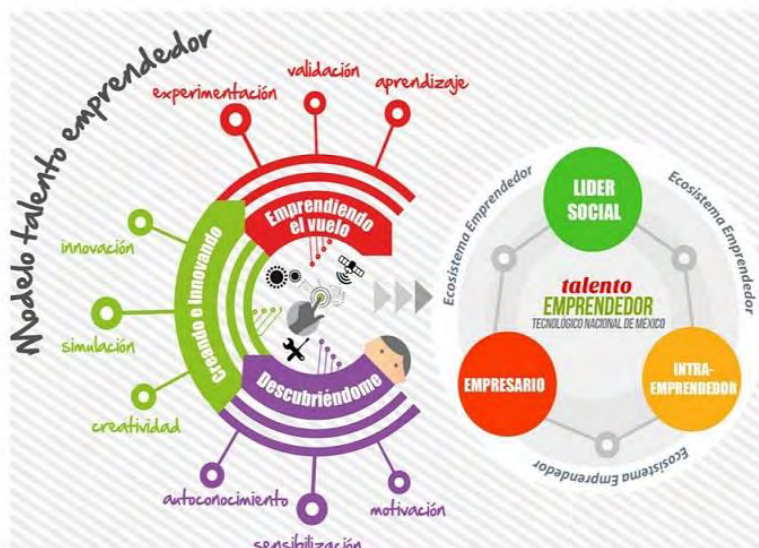 Modelo talento emprendedor
experimentación
validación
aprendizaje
Emprendiendo
el vuelo
innovación
simulación
creatividad
Creando e Innovando
Descubriéndome
autoconocimiento
sensibilización
motivación
Ecosistema Emprendedor
Ecosistema Emprendedor
LIDER
SOCIAL
talento
EMPRENDEDOR
TECNOLÓGICO NACIONAL DE MÉXICO
EMPRESARIO
INTRA-
EMPRENDEDOR
Ecosistema Emprendedor